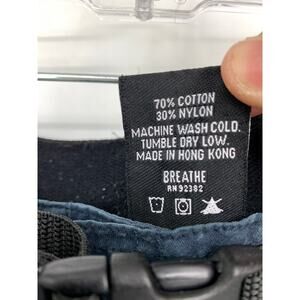 70% COTTON
30% NYLON
MACHINE WASH COLD.
TUMBLE DRY LOW.
MADE IN HONG KONG
BREATHE
RN 92382